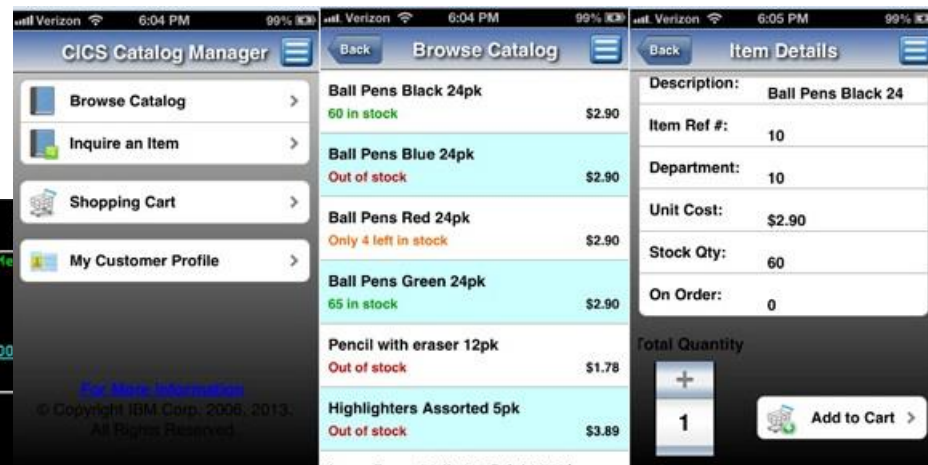 Verizon 6:04 PM 99%
CICS Catalog Manager
Browse Catalog
Inquire an Item
Shopping Cart
My Customer Profile
For More Information
© Copyright IBM Corp. 2006, 2013.
All Rights Reserved.
Verizon 6:04 PM 99%
Back Browse Catalog
Ball Pens Black 24pk
60 in stock $2.90
Ball Pens Blue 24pk
Out of stock $2.90
Ball Pens Red 24pk
Only 4 left in stock $2.90
Ball Pens Green 24pk
65 in stock $2.90
Pencil with eraser 12pk
Out of stock $1.78
Highlighters Assorted 5pk
Out of stock $3.89
Verizon 6:05 PM 99%
Back Item Details
Description: Ball Pens Black 24
Item Ref #: 10
Department: 10
Unit Cost: $2.90
Stock Qty: 60
On Order: 0
Total Quantity
+
1
Add to Cart